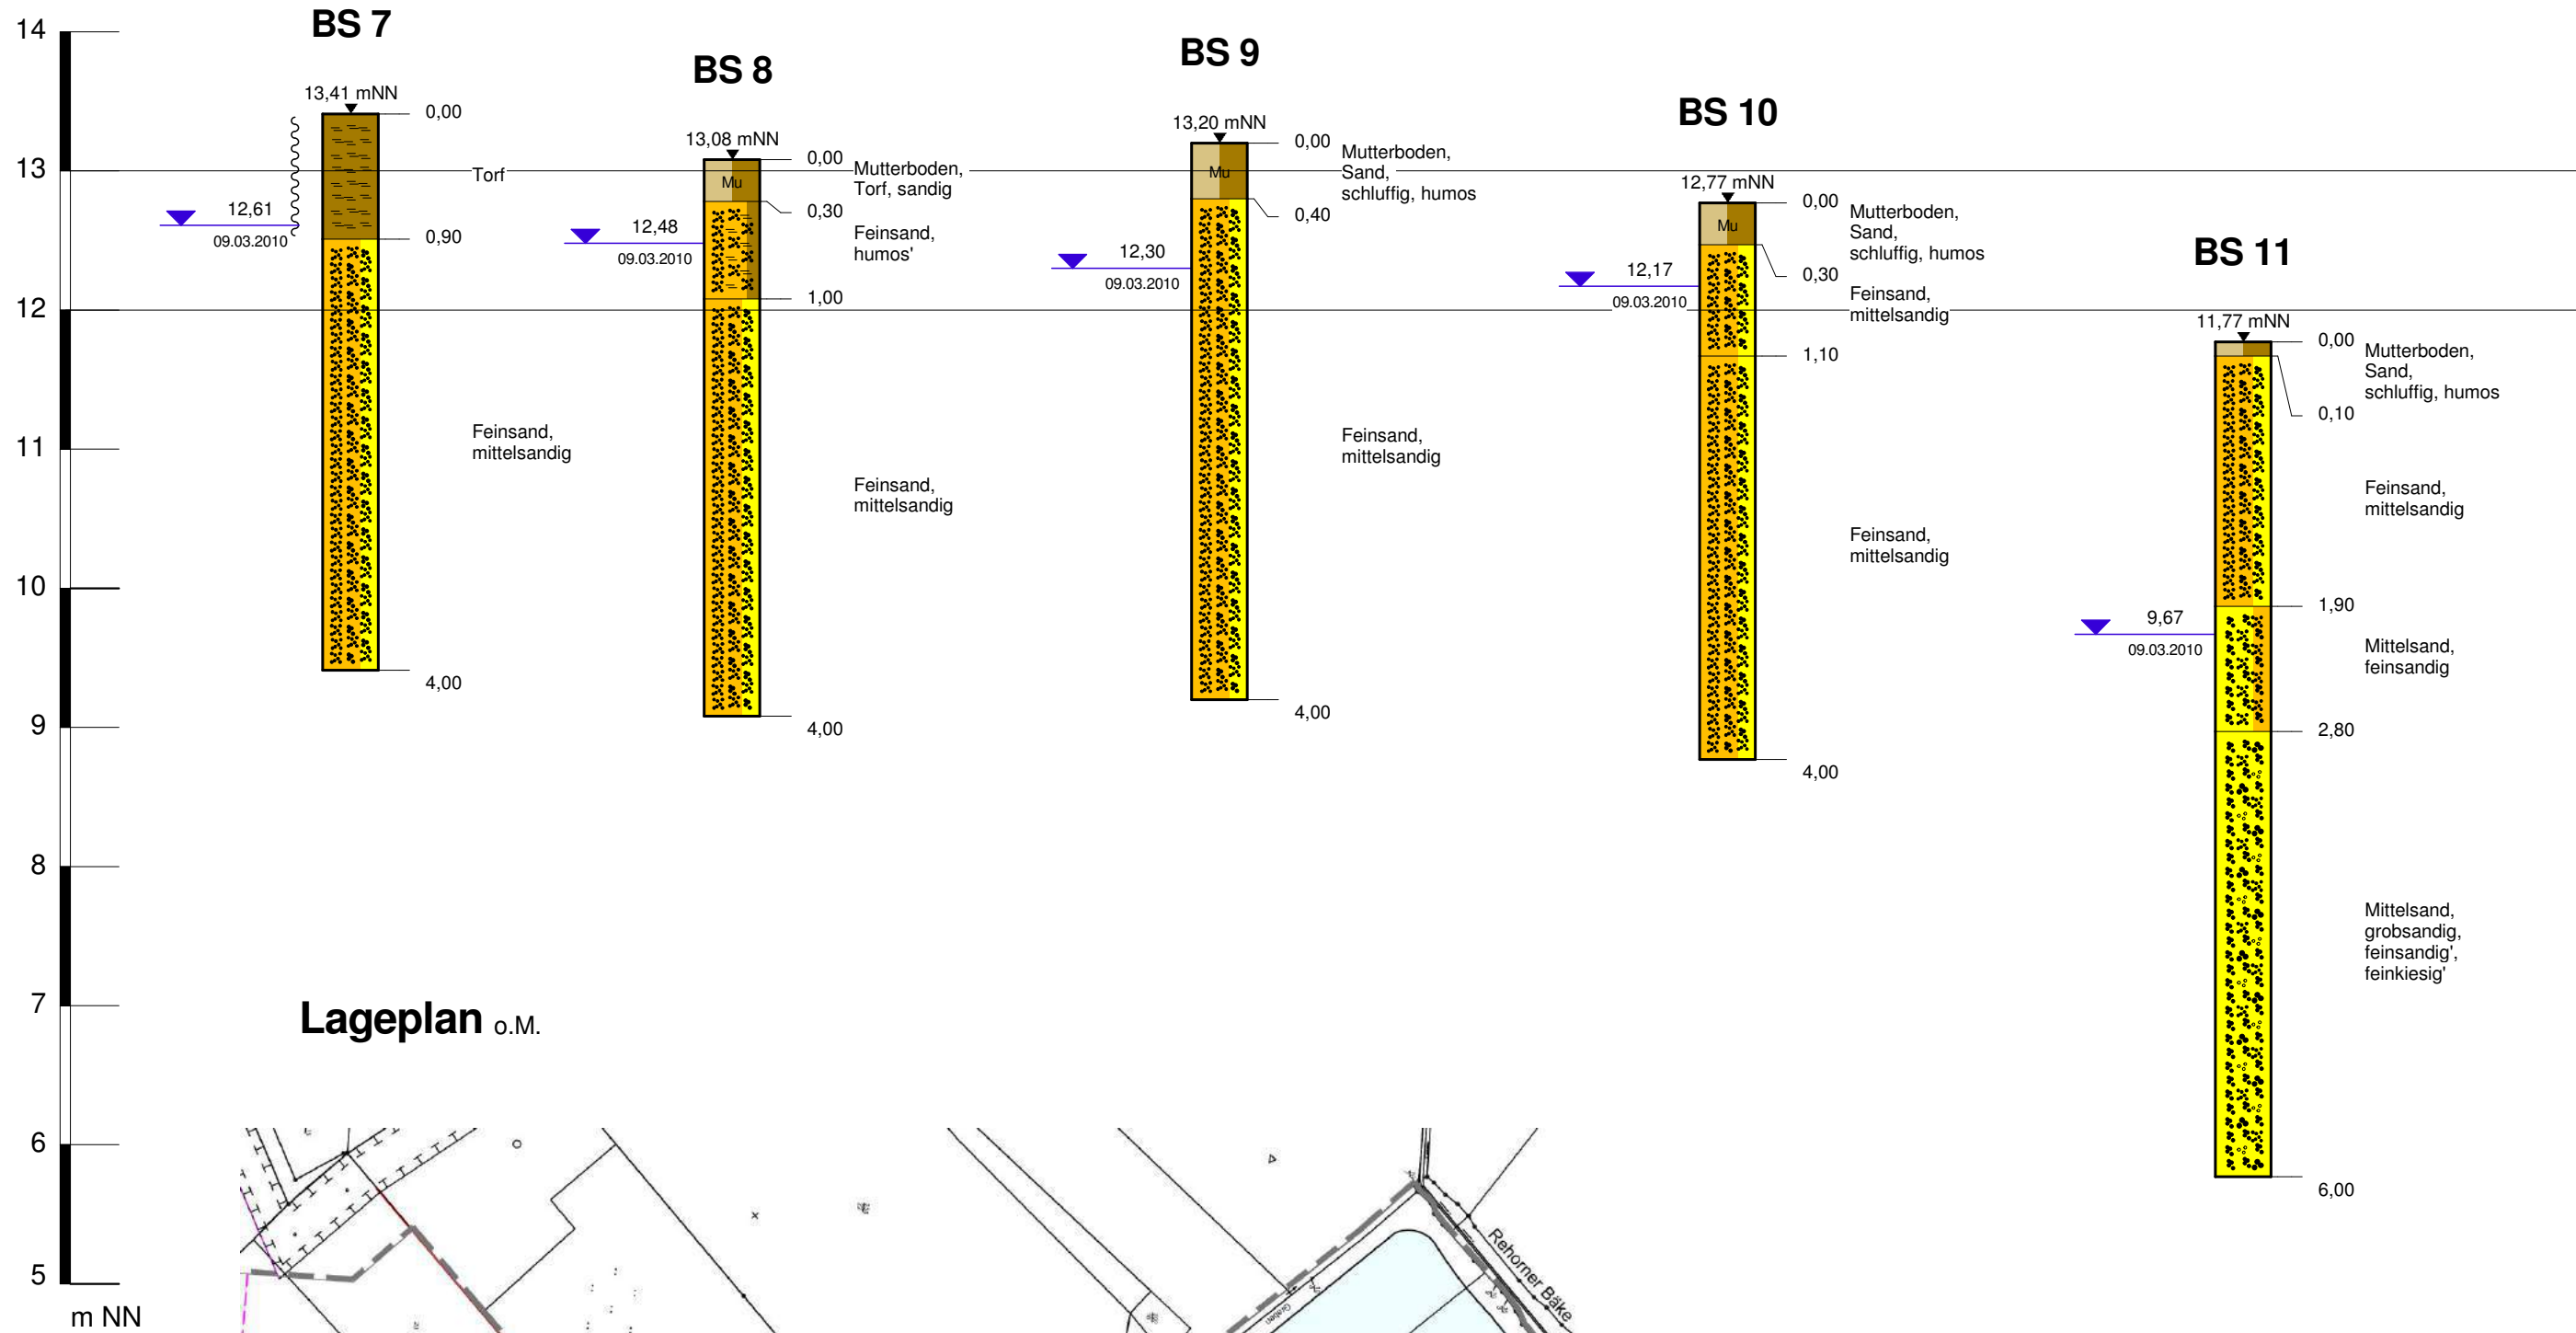 14
13
12
11
10
9
8
7
6
5
m NN
BS 7
13,41 mNN
0,00
Torf
12,61
09.03.2010
0,90
Feinsand,
mittelsandig
4,00
BS 8
13,08 mNN
0,00
Mu
Mutterboden,
Torf, sandig
0,30
12,48
09.03.2010
Feinsand,
humos'
1,00
Feinsand,
mittelsandig
4,00
BS 9
13,20 mNN
0,00
Mu
Mutterboden,
Sand,
schluffig, humos
0,40
12,30
09.03.2010
Feinsand,
mittelsandig
4,00
BS 10
12,77 mNN
0,00
Mu
Mutterboden,
Sand,
schluffig, humos
0,30
12,17
09.03.2010
Feinsand,
mittelsandig
1,10
Feinsand,
mittelsandig
4,00
BS 11
11,77 mNN
0,00
Mutterboden,
Sand,
schluffig, humos
0,10
Feinsand,
mittelsandig
1,90
9,67
09.03.2010
Mittelsand,
feinsandig
2,80
Mittelsand,
grobsandig,
feinsandig',
feinkiesig'
6,00
Lageplan o.M.
Rehorner Bäke
Graben